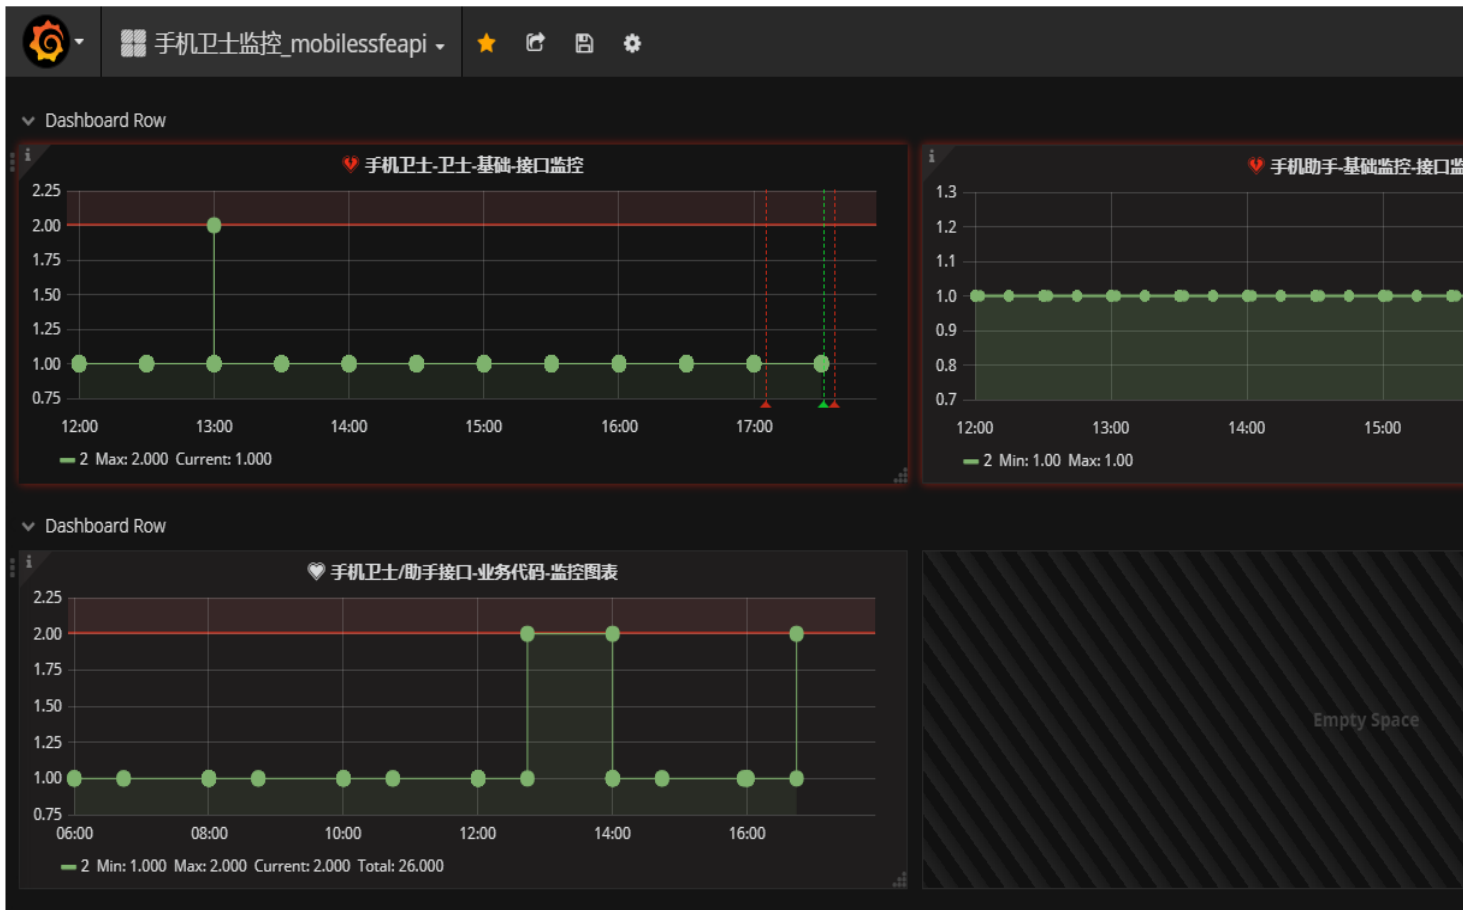 手机卫士监控_mobilessfeapi
Dashboard Row
手机卫士-卫士-基础-接口监控
2.25
2.00
1.75
1.50
1.25
1.00
0.75
12:00 13:00 14:00 15:00 16:00 17:00
2 Max: 2.000 Current: 1.000
手机助手-基础监控-接口监
1.3
1.2
1.1
1.0
0.9
0.8
0.7
12:00 13:00 14:00 15:00
2 Min: 1.00 Max: 1.00
Dashboard Row
手机卫士/助手接口-业务代码-监控图表
2.25
2.00
1.75
1.50
1.25
1.00
0.75
06:00 08:00 10:00 12:00 14:00 16:00
2 Min: 1.000 Max: 2.000 Current: 2.000 Total: 26.000
Empty Space